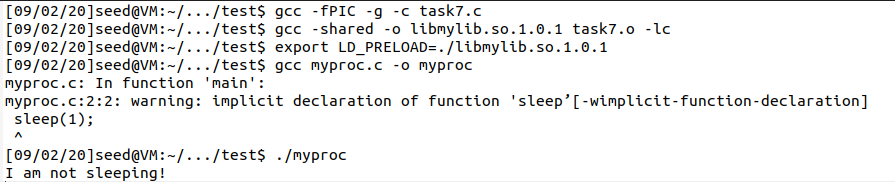 [09/02/20]seed@VM:~/.../test$ gcc -fPIC -g -c task7.c
[09/02/20]seed@VM:~/.../test$ gcc -shared -o libmylib.so.1.0.1 task7.o -lc
[09/02/20]seed@VM:~/.../test$ export LD_PRELOAD=./libmylib.so.1.0.1
[09/02/20]seed@VM:~/.../test$ gcc myproc.c -o myproc
myproc.c: In function 'main':
myproc.c:2:2: warning: implicit declaration of function 'sleep’[-wimplicit-function-declaration]
 sleep(1);
 ^
[09/02/20]seed@VM:~/.../test$ ./myproc
I am not sleeping!